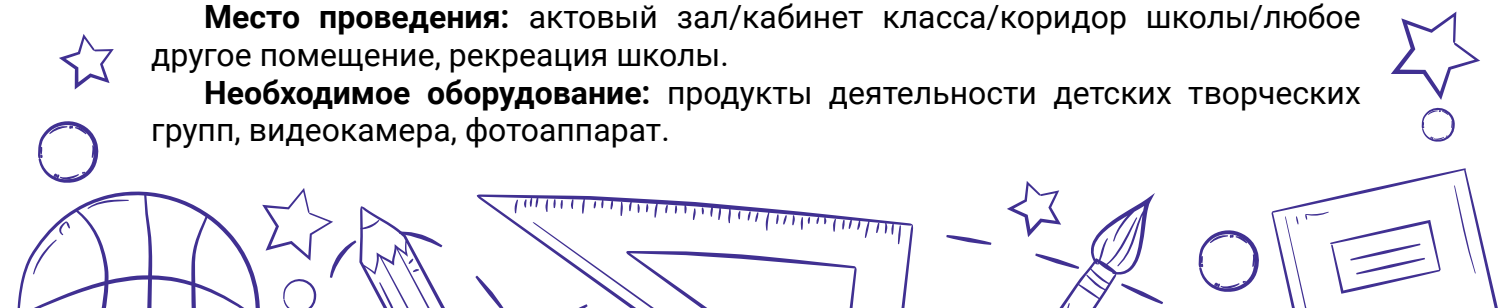 Место проведения: актовый зал/кабинет класса/коридор школы/любое
другое помещение, рекреация школы.
Необходимое оборудование: продукты деятельности детских творческих
групп, видеокамера, фотоаппарат.